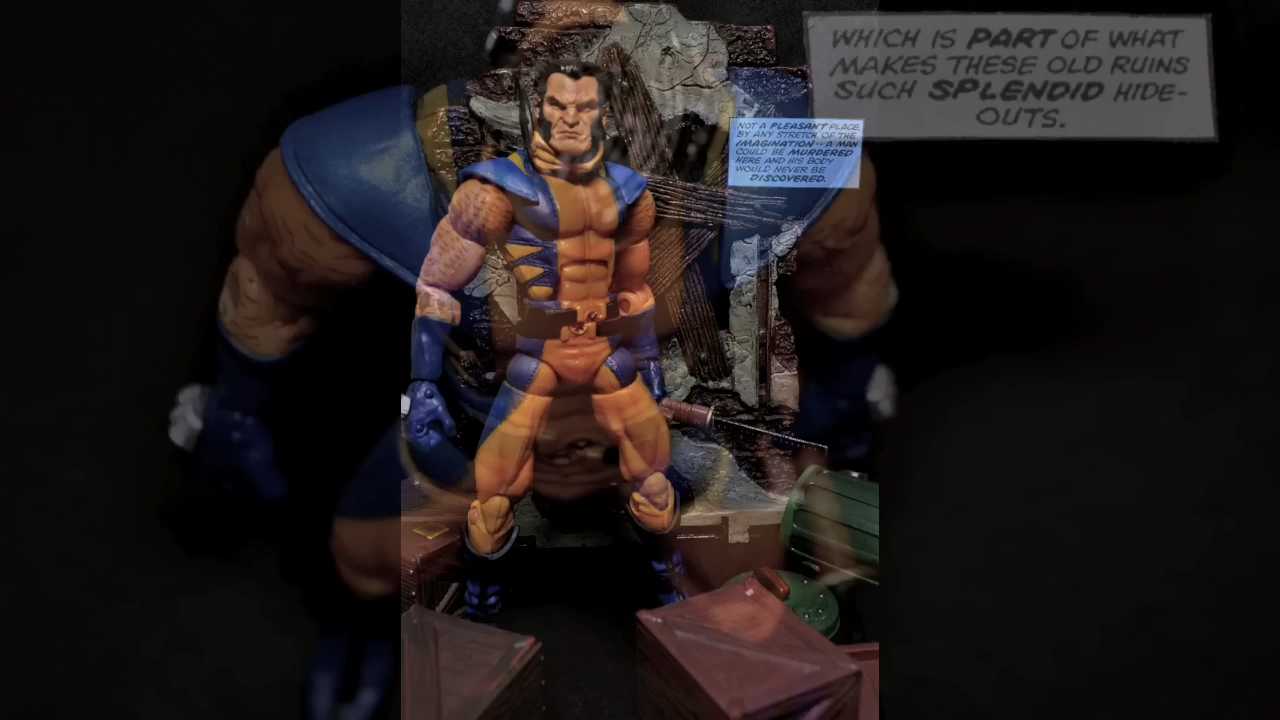 WHICH IS PART OF WHAT
MAKES THESE OLD RUINS
SUCH SPLENDID HIDE-
OUTS.
NOT A PLEASANT PLACE,
BY ANY STRETCH OF THE
IMAGINATION -- A MAN
COULD BE MURDERED
HERE AND HIS BODY
WOULD NEVER BE
DISCOVERED.